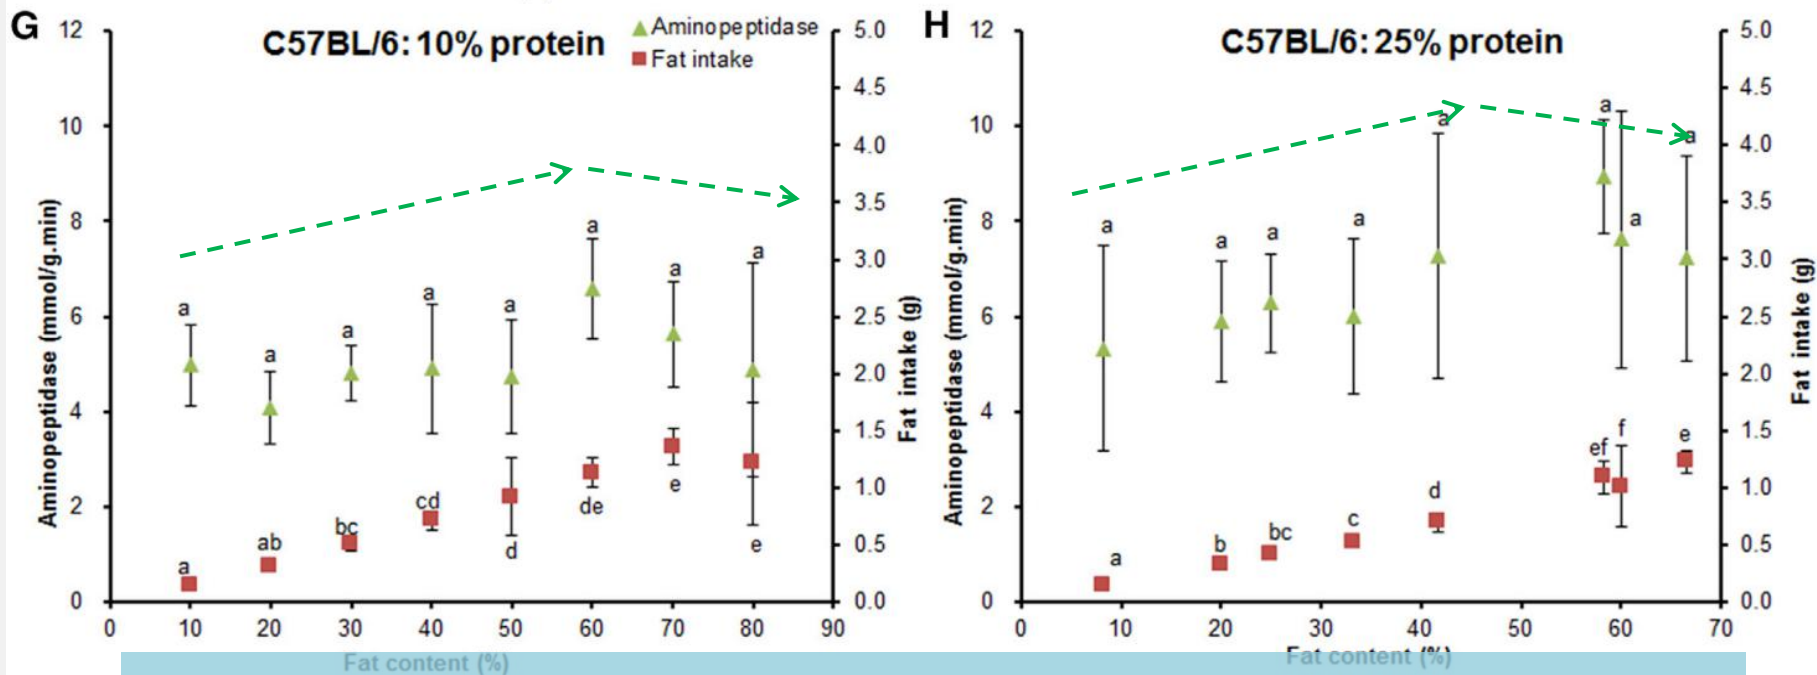 G
C57BL/6: 10% protein
Aminopeptidase
Fat intake
12
10
8
6
4
2
0
Aminopeptidase (mmol/g.min)
5.0
4.5
4.0
3.5
3.0
2.5
2.0
1.5
1.0
0.5
0.0
Fat intake (g)
a
a
a
a
a
a
a
a
a
ab
bc
cd
d
de
e
e
0 10 20 30 40 50 60 70 80 90
Fat content (%)
H
C57BL/6: 25% protein
12
10
8
6
4
2
0
Aminopeptidase (mmol/g.min)
5.0
4.5
4.0
3.5
3.0
2.5
2.0
1.5
1.0
0.5
0.0
Fat intake (g)
a
a
a
a
a
a
a
a
a
b
bc
c
d
ef
f
e
0 10 20 30 40 50 60 70
Fat content (%)